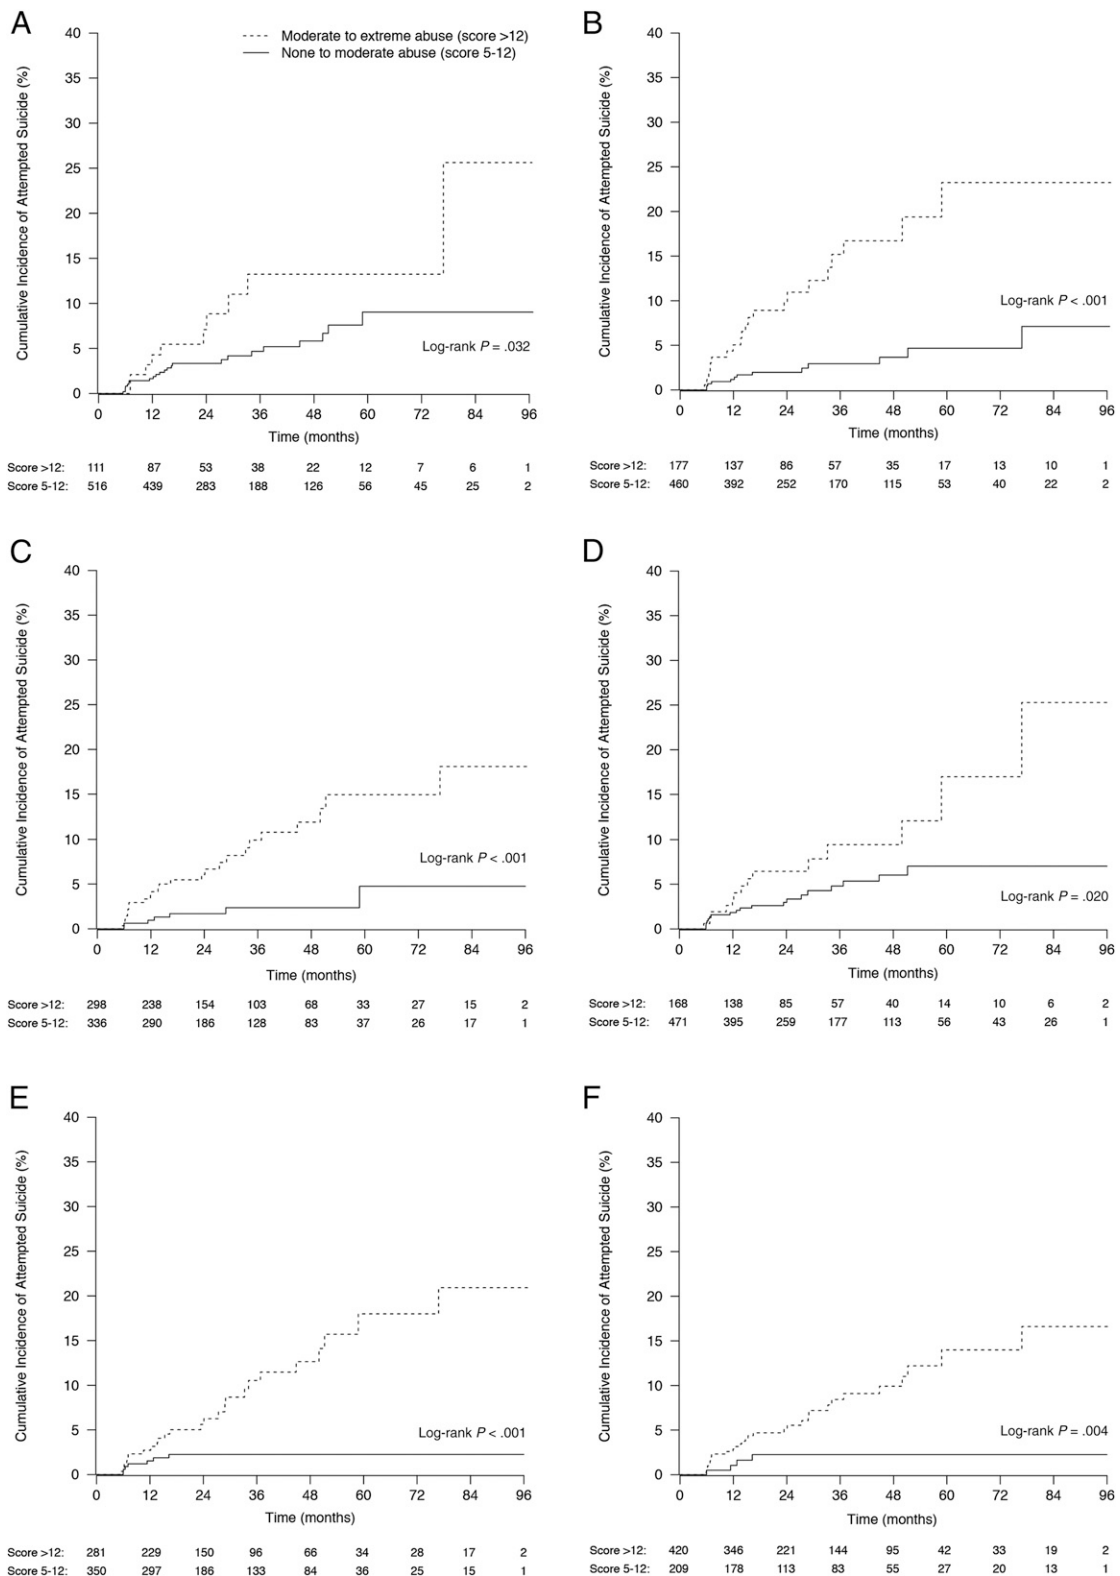 A
Moderate to extreme abuse (score >12)
None to moderate abuse (score 5-12)
Cumulative Incidence of Attempted Suicide (%)
40
35
30
25
20
15
10
5
0
Log-rank P = .032
0 12 24 36 48 60 72 84 96
Time (months)
Score >12: 111 87 53 38 22 12 7 6 1
Score 5-12: 516 439 283 188 126 56 45 25 2
B
Cumulative Incidence of Attempted Suicide (%)
40
35
30
25
20
15
10
5
0
Log-rank P < .001
0 12 24 36 48 60 72 84 96
Time (months)
Score >12: 177 137 86 57 35 17 13 10 1
Score 5-12: 460 392 252 170 115 53 40 22 2
C
Cumulative Incidence of Attempted Suicide (%)
40
35
30
25
20
15
10
5
0
Log-rank P < .001
0 12 24 36 48 60 72 84 96
Time (months)
Score >12: 298 238 154 103 68 33 27 15 2
Score 5-12: 336 290 186 128 83 37 26 17 1
D
Cumulative Incidence of Attempted Suicide (%)
40
35
30
25
20
15
10
5
0
Log-rank P = .020
0 12 24 36 48 60 72 84 96
Time (months)
Score >12: 168 138 85 57 40 14 10 6 2
Score 5-12: 471 395 259 177 113 56 43 26 1
E
Cumulative Incidence of Attempted Suicide (%)
40
35
30
25
20
15
10
5
0
Log-rank P < .001
0 12 24 36 48 60 72 84 96
Time (months)
Score >12: 281 229 150 96 66 34 28 17 2
Score 5-12: 350 297 186 133 84 36 25 15 1
F
Cumulative Incidence of Attempted Suicide (%)
40
35
30
25
20
15
10
5
0
Log-rank P = .004
0 12 24 36 48 60 72 84 96
Time (months)
Score >12: 420 346 221 144 95 42 33 19 2
Score 5-12: 209 178 113 83 55 27 20 13 1